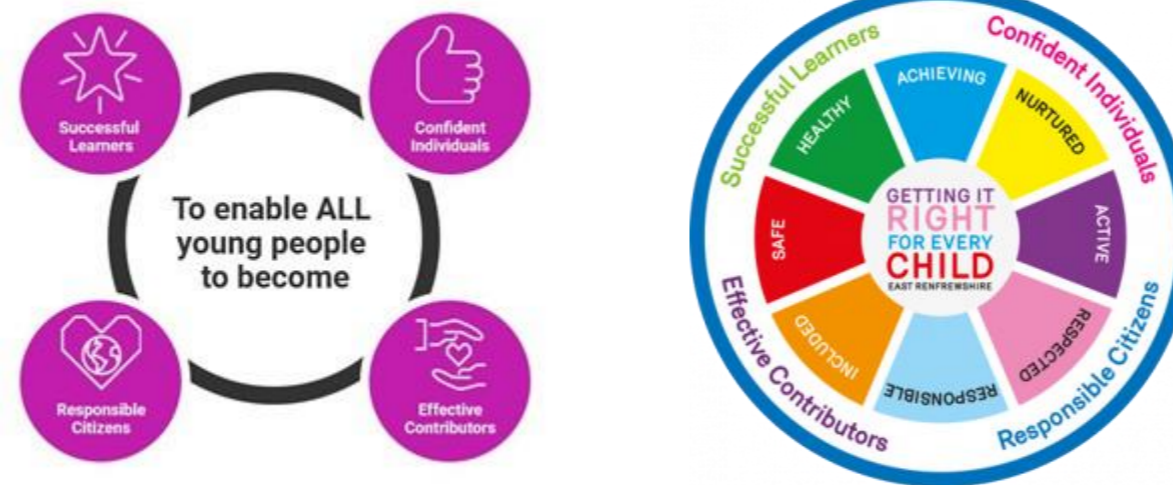 Successful
Learners
Confident
Individuals
To enable ALL
young people
to become
Responsible
Citizens
Effective
Contributors
Successful Learners
Confident Individuals
ACHIEVING
NURTURED
ACTIVE
RESPECTED
RESPONSIBLE
INCLUDED
SAFE
HEALTHY
GETTING IT
RIGHT
FOR EVERY
CHILD
EAST RENFREWSHIRE
Effective Contributors
Responsible Citizens